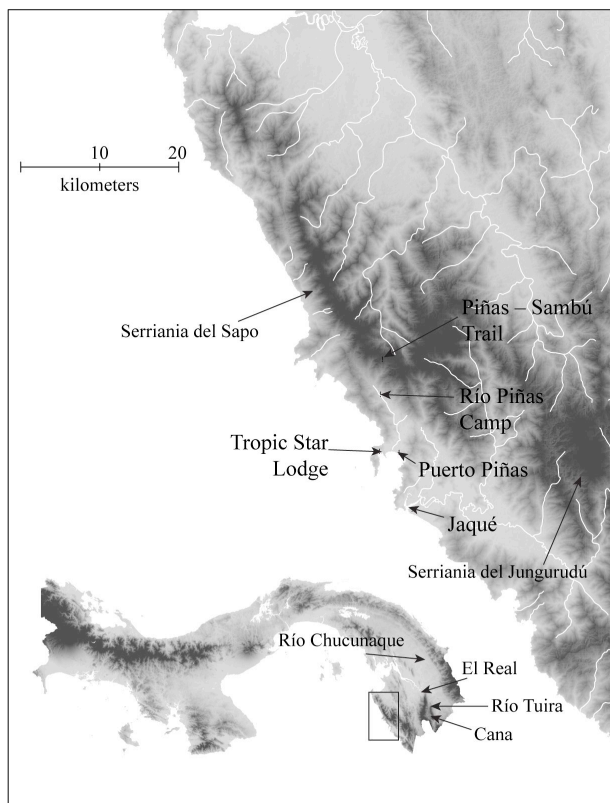 10 20
kilometers
Serriania del Sapo
Piñas – Sambú
Trail
Río Piñas
Camp
Tropic Star
Lodge
Puerto Piñas
Jaqué
Serriania del Jungurudú
Río Chucunaque
El Real
Río Tuira
Cana